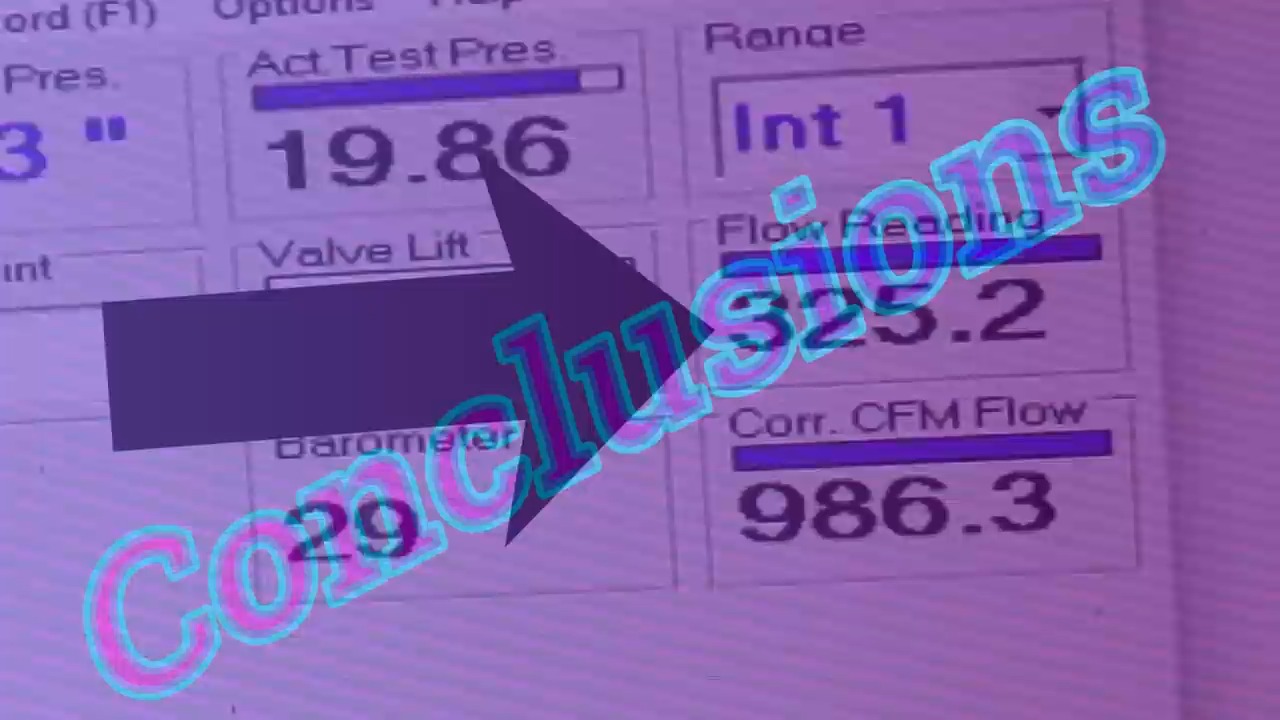 ord (F1) Options Help
Pres. Act Test Pres. Range
3 " 19.86 Int 1
Valve Lift Flow Reading
325.2
Barometer Corr. CFM Flow
29 986.3
Conclusions